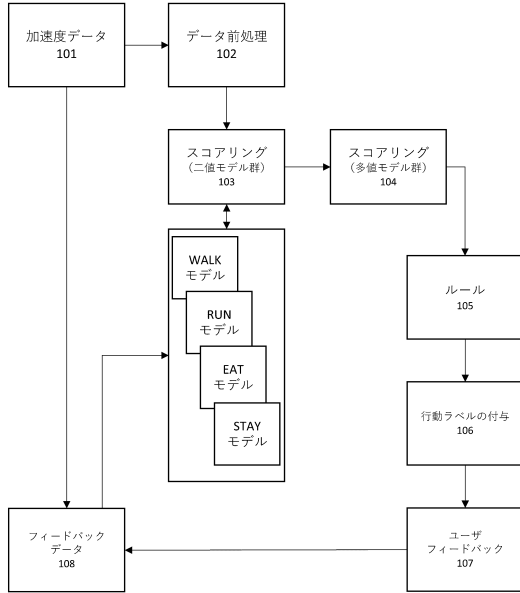 加速度データ
101
データ前処理
102
スコアリング
（二値モデル群）
103
スコアリング
（多値モデル群）
104
WALK
モデル
RUN
モデル
EAT
モデル
STAY
モデル
ルール
105
行動ラベルの付与
106
ユーザ
フィードバック
107
フィードバック
データ
108